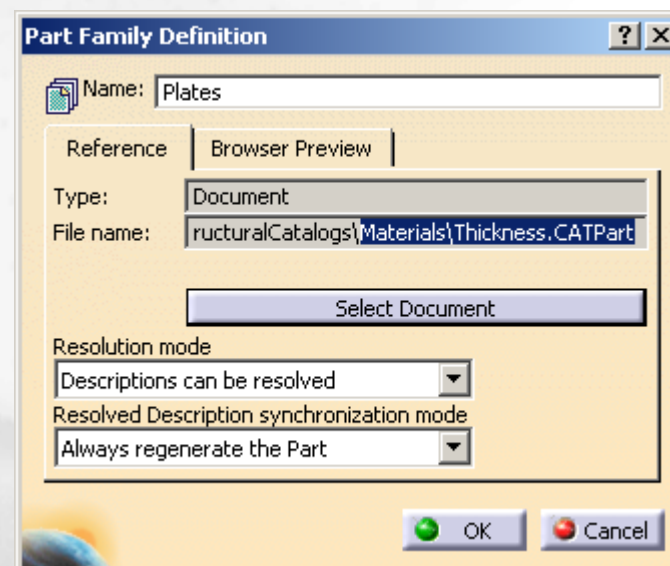 Part Family Definition
Name: Plates
Reference Browser Preview
Type: Document
File name: ructuralCatalogs\Materials\Thickness.CATPart
Select Document
Resolution mode
Descriptions can be resolved
Resolved Description synchronization mode
Always regenerate the Part
OK Cancel